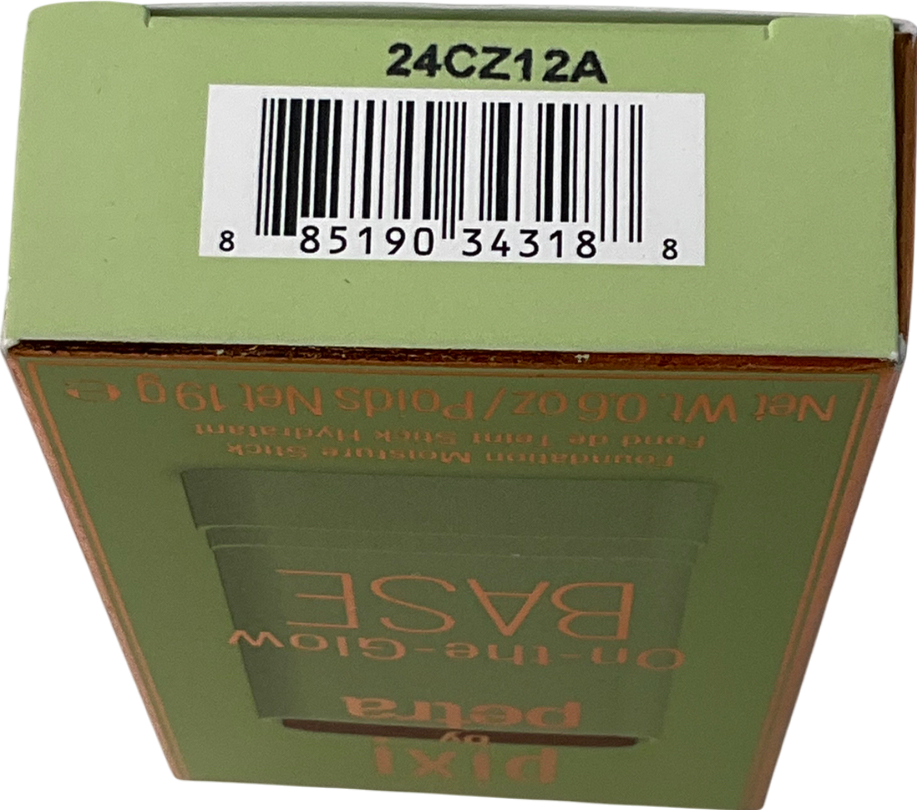 24CZ12A
8 85190 34318 8
Net Wt. 0.6 oz / Poids Net 19 g e
Fond de Teint Stick Hydratant
Foundation Moisture Stick
BASE
On-the-Glow
petra
by
pixi